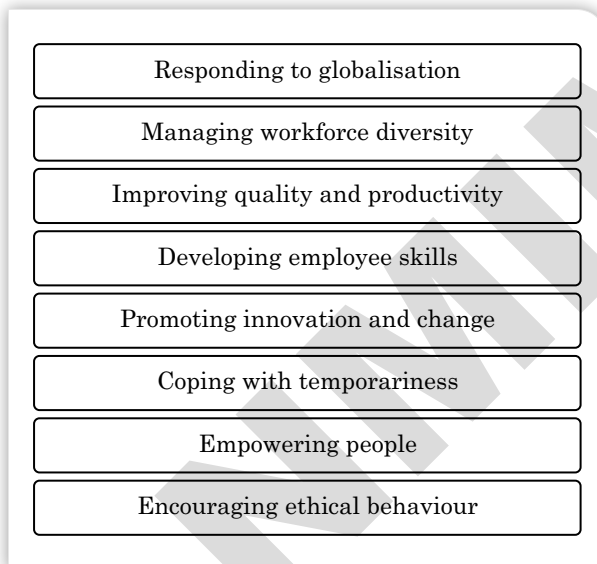 Responding to globalisation
Managing workforce diversity
Improving quality and productivity
Developing employee skills
Promoting innovation and change
Coping with temporariness
Empowering people
Encouraging ethical behaviour